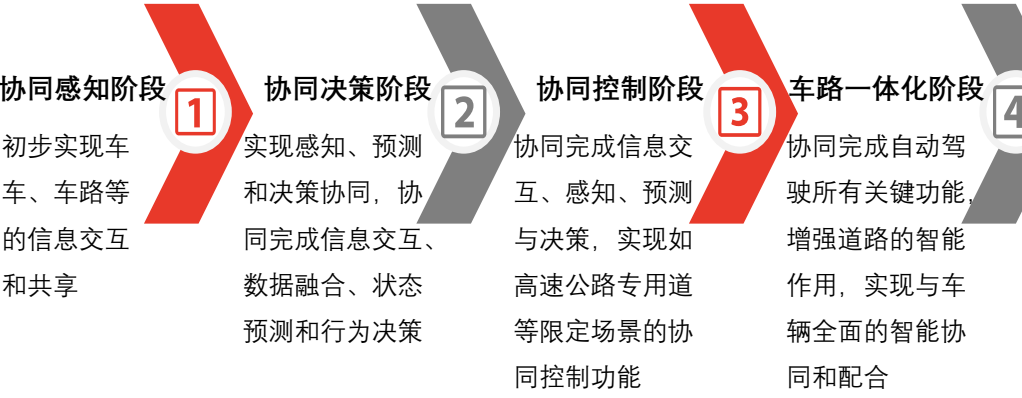 协同感知阶段
1
初步实现车
车、车路等
的信息交互
和共享
协同决策阶段
2
实现感知、预测
和决策协同，协
同完成信息交互、
数据融合、状态
预测和行为决策
协同控制阶段
3
协同完成信息交
互、感知、预测
与决策，实现如
高速公路专用道
等限定场景的协
同控制功能
车路一体化阶段
4
协同完成自动驾
驶所有关键功能，
增强道路的智能
作用，实现与车
辆全面的智能协
同和配合